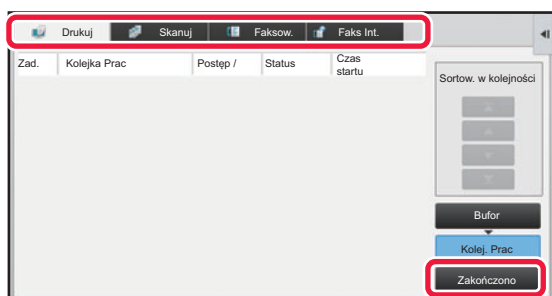 Drukuj Skanuj Faksow. Faks Int.
Zad. Kolejka Prac Postęp / Status Czas
startu
Sortow. w kolejności
Bufor
Kolej. Prac
Zakończono